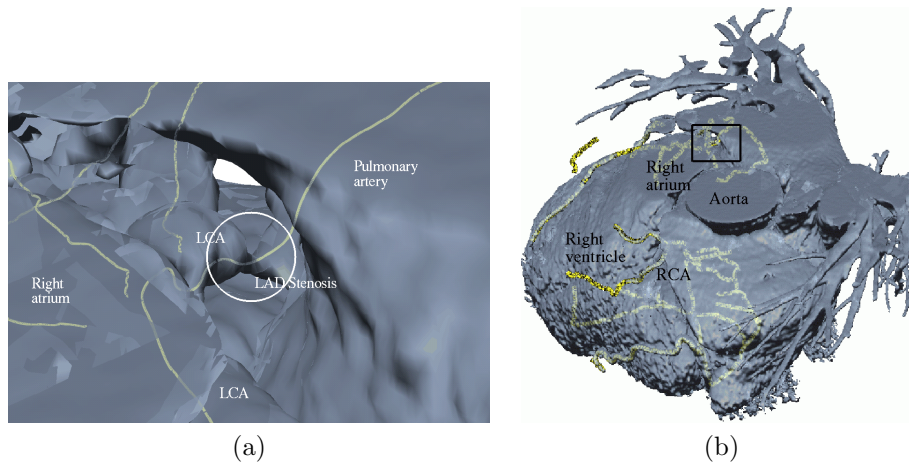 Pulmonary
artery
LCA
Right
atrium
LAD Stenosis
LCA
(a)
Right
atrium
Aorta
Right
ventricle
RCA
(b)